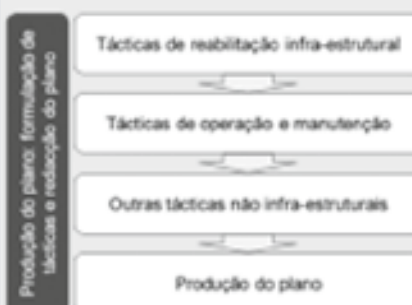 Produção do plano: formulação de
tácticas e redacção do plano
Tácticas de reabilitação infra-estrutural
Tácticas de operação e manutenção
Outras tácticas não infra-estruturais
Produção do plano